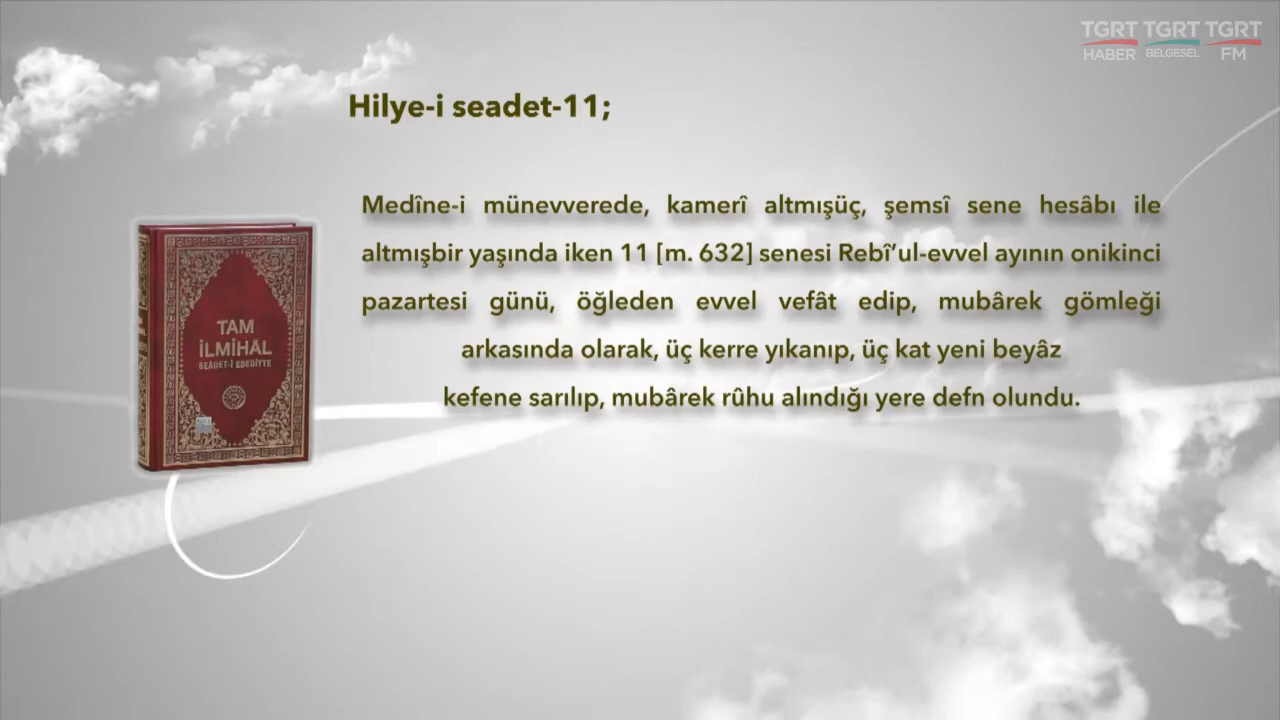 TGRT TGRT TGRT
HABER BELGESEL FM
Hilye-i seadet-11;
Medîne-i münevverede, kamerî altmışüç, şemsî sene hesâbı ile
altmışbir yaşında iken 11 [m. 632] senesi Rebî’ul-evvel ayının onikinci
pazartesi günü, öğleden evvel vefât edip, mubârek gömleği
arkasında olarak, üç kerre yıkanıp, üç kat yeni beyâz
kefene sarılıp, mubârek rûhu alındığı yere defn olundu.
TAM
İLMİHÂL
SEÂDET-İ EBEDİYYE